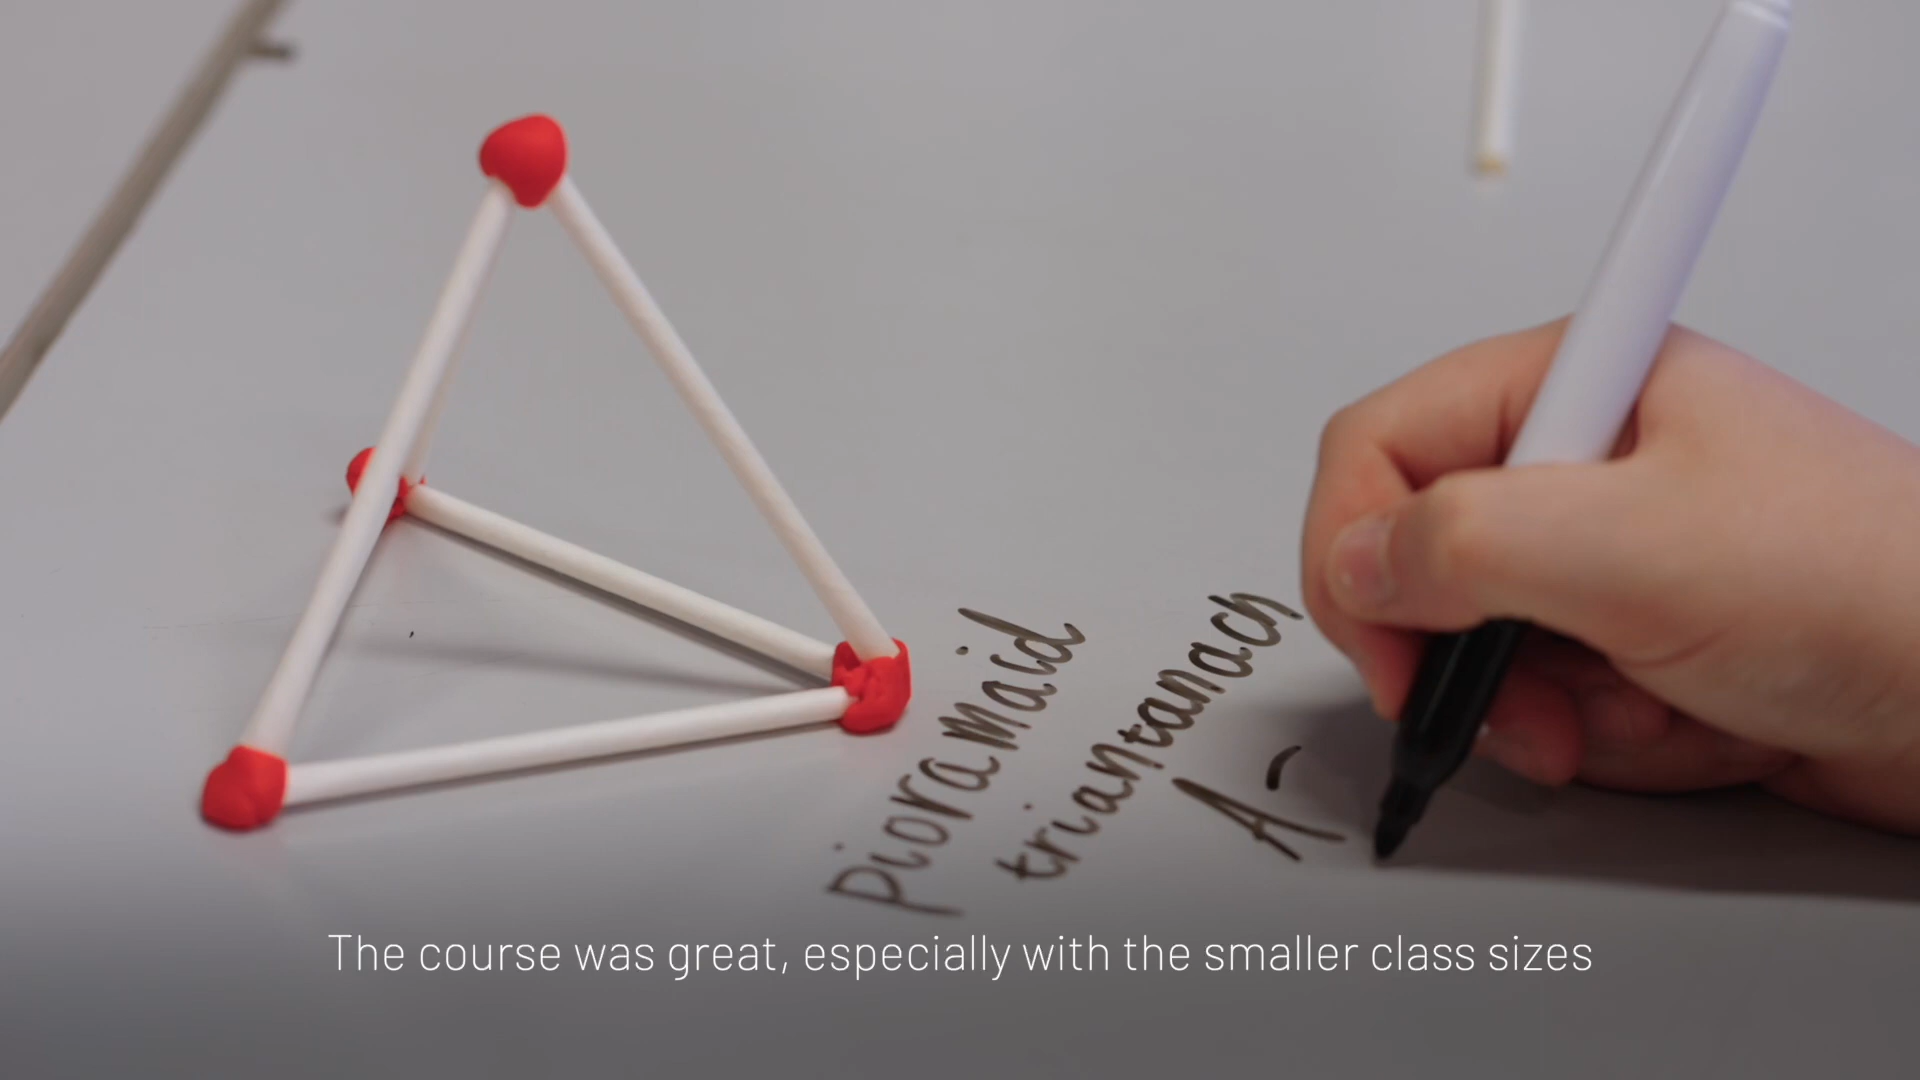 Pioramaid
triantanach
A -
The course was great, especially with the smaller class sizes